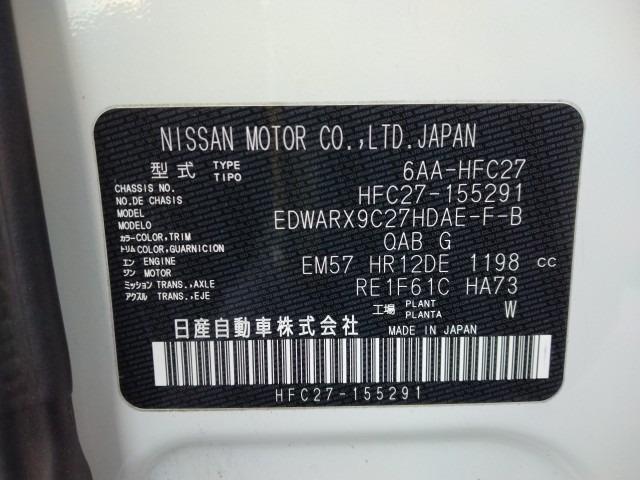 NISSAN MOTOR CO.,LTD.JAPAN
型式 TYPE TIPO 6AA-HFC27
CHASSIS NO. NO.DE CHASIS HFC27-155291
MODEL MODELO EDWARX9C27HDAE-F-B
カラー COLOR, TRIM トリム COLOR, GUARNICION QAB G
エンジン ENGINE MOTOR EM57 HR12DE 1198 cc
ミッション TRANS., AXLE アクスル TRANS., EJE RE1F61C HA73
工場 PLANT PLANTA W
日産自動車株式会社 MADE IN JAPAN
HFC27-155291